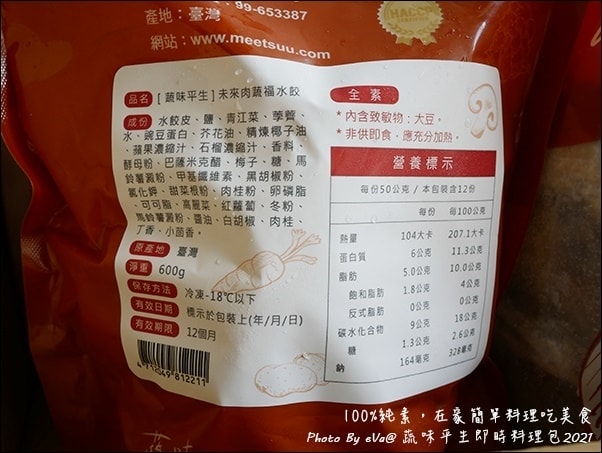 產地：臺灣
99-653387
網站：www.meetsuu.com
HACCP
品名 [ 蔬味平生 ] 未來肉蔬福水餃
成份 水餃皮、鹽、青江菜、荸薺、
水、豌豆蛋白、芥花油、精煉椰子油
、蘋果濃縮汁、石榴濃縮汁、香料、
酵母粉、巴薩米克醋、梅子、糖、馬
鈴薯澱粉、甲基纖維素、黑胡椒粉、
氯化鉀、甜菜根粉、肉桂粉、卵磷脂
、可可脂、高麗菜、紅蘿蔔、冬粉、
馬鈴薯澱粉、醬油、白胡椒、肉桂、
丁香、小茴香。
原產地 臺灣
淨重 600g
保存方法 冷凍-18℃以下
有效日期 標示於包裝上(年/月/日)
有效期限 12個月
4 712049 812211
全素
* 內含致敏物：大豆。
* 非供即食，應充分加熱。
營養標示
每份50公克 / 本包裝含12份
每份 每100公克
熱量 104大卡 207.1大卡
蛋白質 6公克 11.3公克
脂肪 5.0公克 10.0公克
飽和脂肪 1.8公克 4公克
反式脂肪 0公克 0公克
碳水化合物 9公克 18公克
糖 1.3公克 2.6公克
鈉 164毫克 328毫克
100%純素，在家簡單料理吃美食
Photo By eVa@ 蔬味平生即時料理包2021